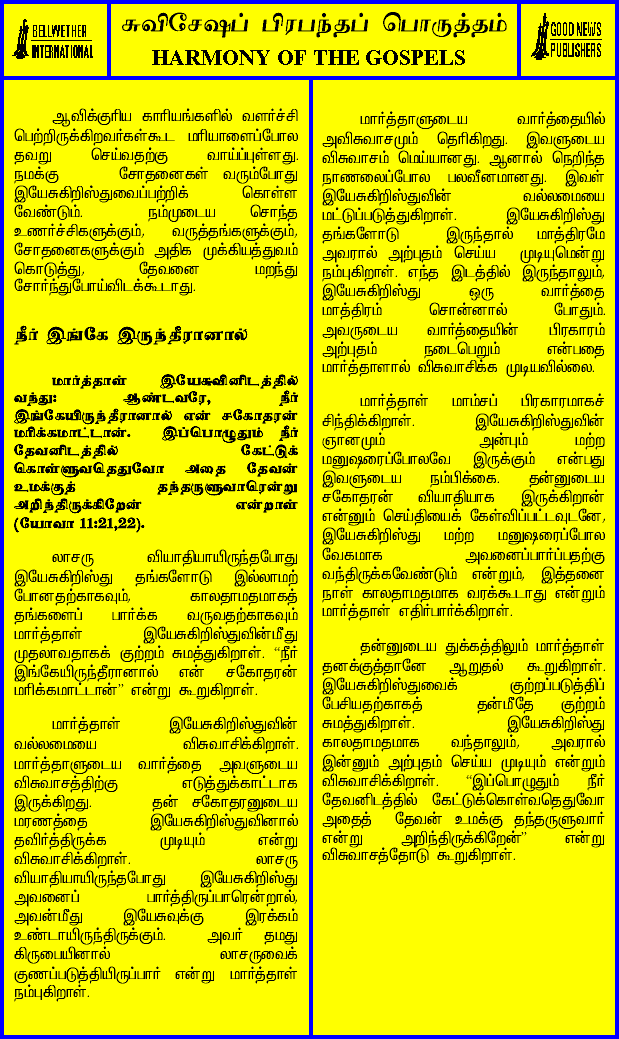 BELLWETHER
INTERNATIONAL
சுவிசேஷப் பிரபந்தப் பொருத்தம்
HARMONY OF THE GOSPELS
GOOD NEWS
PUBLISHERS
ஆவிக்குரிய காரியங்களில் வளர்ச்சி
பெற்றிருக்கிறவர்கள்கூட மரியாளைப்போல
தவறு செய்வதற்கு வாய்ப்புள்ளது.
நமக்கு சோதனைகள் வரும்போது
இயேசுகிறிஸ்துவைப்பற்றிக் கொள்ள
வேண்டும். நம்முடைய சொந்த
உணர்ச்சிகளுக்கும், வருத்தங்களுக்கும்,
சோதனைகளுக்கும் அதிக முக்கியத்துவம்
கொடுத்து, தேவனை மறந்து
சோர்ந்துபோய்விடக்கூடாது.
நீர் இங்கே இருந்தீரானால்
மார்த்தாள் இயேசுவினிடத்தில்
வந்து: ஆண்டவரே, நீர்
இங்கேயிருந்தீரானால் என் சகோதரன்
மரிக்கமாட்டான். இப்பொழுதும் நீர்
தேவனிடத்தில் கேட்டுக்
கொள்ளுவதெதுவோ அதை தேவன்
உமக்குத் தந்தருளுவாரென்று
அறிந்திருக்கிறேன் என்றாள்
(யோவா 11:21,22).
லாசரு வியாதியாயிருந்தபோது
இயேசுகிறிஸ்து தங்களோடு இல்லாமற்
போனதற்காகவும், காலதாமதமாகத்
தங்களைப் பார்க்க வருவதற்காகவும்
மார்த்தாள் இயேசுகிறிஸ்துவின்மீது
முதலாவதாகக் குற்றம் சுமத்துகிறாள். “நீர்
இங்கேயிருந்தீரானால் என் சகோதரன்
மரிக்கமாட்டான்” என்று கூறுகிறாள்.
மார்த்தாள் இயேசுகிறிஸ்துவின்
வல்லமையை விசுவாசிக்கிறாள்.
மார்த்தாளுடைய வார்த்தை அவளுடைய
விசுவாசத்திற்கு எடுத்துக்காட்டாக
இருக்கிறது. தன் சகோதரனுடைய
மரணத்தை இயேசுகிறிஸ்துவினால்
தவிர்த்திருக்க முடியும் என்று
விசுவாசிக்கிறாள். லாசரு
வியாதியாயிருந்தபோது இயேசுகிறிஸ்து
அவனைப் பார்த்திருப்பாரென்றால்,
அவன்மீது இயேசுவுக்கு இரக்கம்
உண்டாயிருந்திருக்கும். அவர் தமது
கிருபையினால் லாசருவைக்
குணப்படுத்தியிருப்பார் என்று மார்த்தாள்
நம்புகிறாள்.
மார்த்தாளுடைய வார்த்தையில்
அவிசுவாசமும் தெரிகிறது. இவளுடைய
விசுவாசம் மெய்யானது. ஆனால் நெறிந்த
நாணலைப்போல பலவீனமானது. இவள்
இயேசுகிறிஸ்துவின் வல்லமையை
மட்டுப்படுத்துகிறாள். இயேசுகிறிஸ்து
தங்களோடு இருந்தால் மாத்திரமே
அவரால் அற்புதம் செய்ய முடியுமென்று
நம்புகிறாள். எந்த இடத்தில் இருந்தாலும்,
இயேசுகிறிஸ்து ஒரு வார்த்தை
மாத்திரம் சொன்னால் போதும்.
அவருடைய வார்த்தையின் பிரகாரம்
அற்புதம் நடைபெறும் என்பதை
மார்த்தாளால் விசுவாசிக்க முடியவில்லை.
மார்த்தாள் மாம்சப் பிரகாரமாகச்
சிந்திக்கிறாள். இயேசுகிறிஸ்துவின்
ஞானமும் அன்பும் மற்ற
மனுஷரைப்போலவே இருக்கும் என்பது
இவளுடைய நம்பிக்கை. தன்னுடைய
சகோதரன் வியாதியாக இருக்கிறான்
என்னும் செய்தியைக் கேள்விப்பட்டவுடனே,
இயேசுகிறிஸ்து மற்ற மனுஷரைப்போல
வேகமாக அவனைப்பார்ப்பதற்கு
வந்திருக்கவேண்டும் என்றும், இத்தனை
நாள் காலதாமதமாக வரக்கூடாது என்றும்
மார்த்தாள் எதிர்பார்க்கிறாள்.
தன்னுடைய துக்கத்திலும் மார்த்தாள்
தனக்குத்தானே ஆறுதல் கூறுகிறாள்.
இயேசுகிறிஸ்துவைக் குற்றப்படுத்திப்
பேசியதற்காகத் தன்மீதே குற்றம்
சுமத்துகிறாள். இயேசுகிறிஸ்து
காலதாமதமாக வந்தாலும், அவரால்
இன்னும் அற்புதம் செய்ய முடியும் என்றும்
விசுவாசிக்கிறாள். “இப்பொழுதும் நீர்
தேவனிடத்தில் கேட்டுக்கொள்வதெதுவோ
அதைத் தேவன் உமக்கு தந்தருளுவார்
என்று அறிந்திருக்கிறேன்” என்று
விசுவாசத்தோடு கூறுகிறாள்.